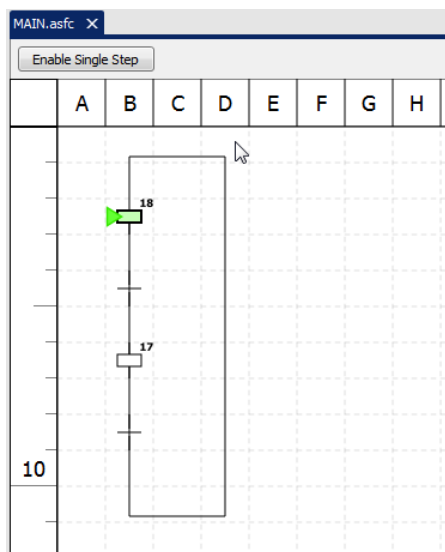 MAIN.asfc X
Enable Single Step
A B C D E F G H
18
17
10